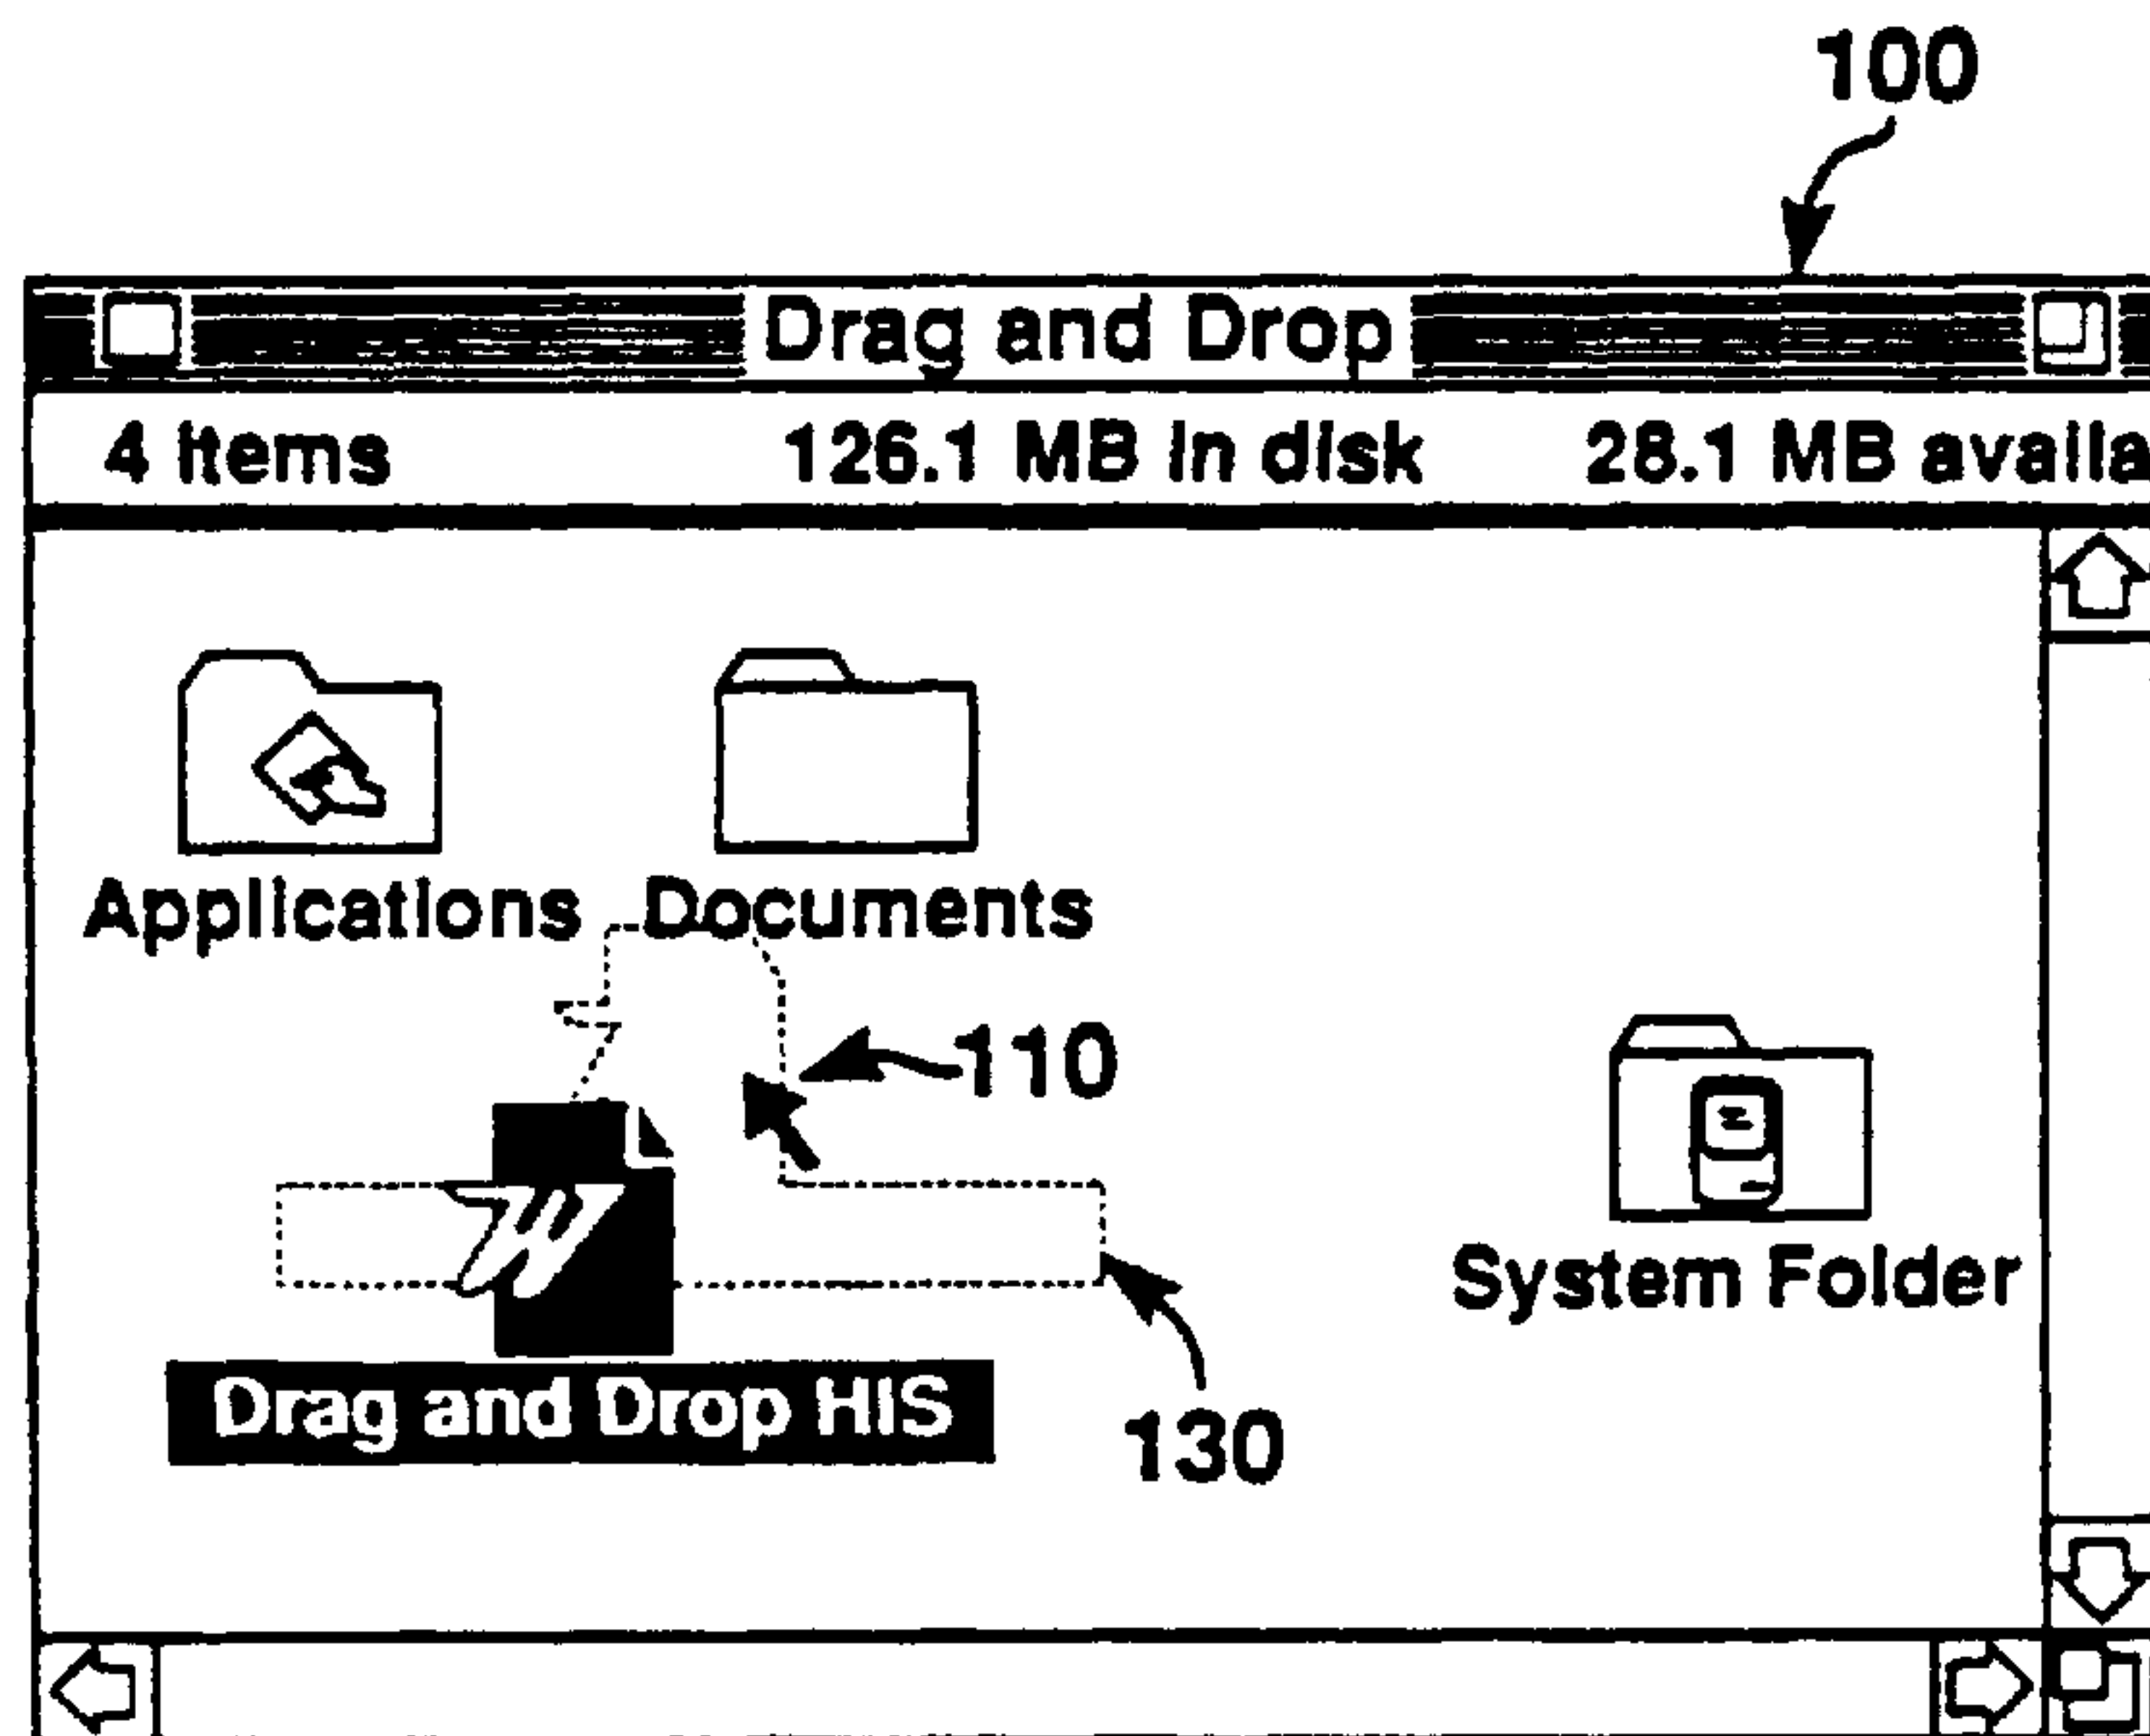 100
Drag and Drop
4 items 126.1 MB in disk 28.1 MB availa
Applications Documents
110
System Folder
Drag and Drop HIS
130